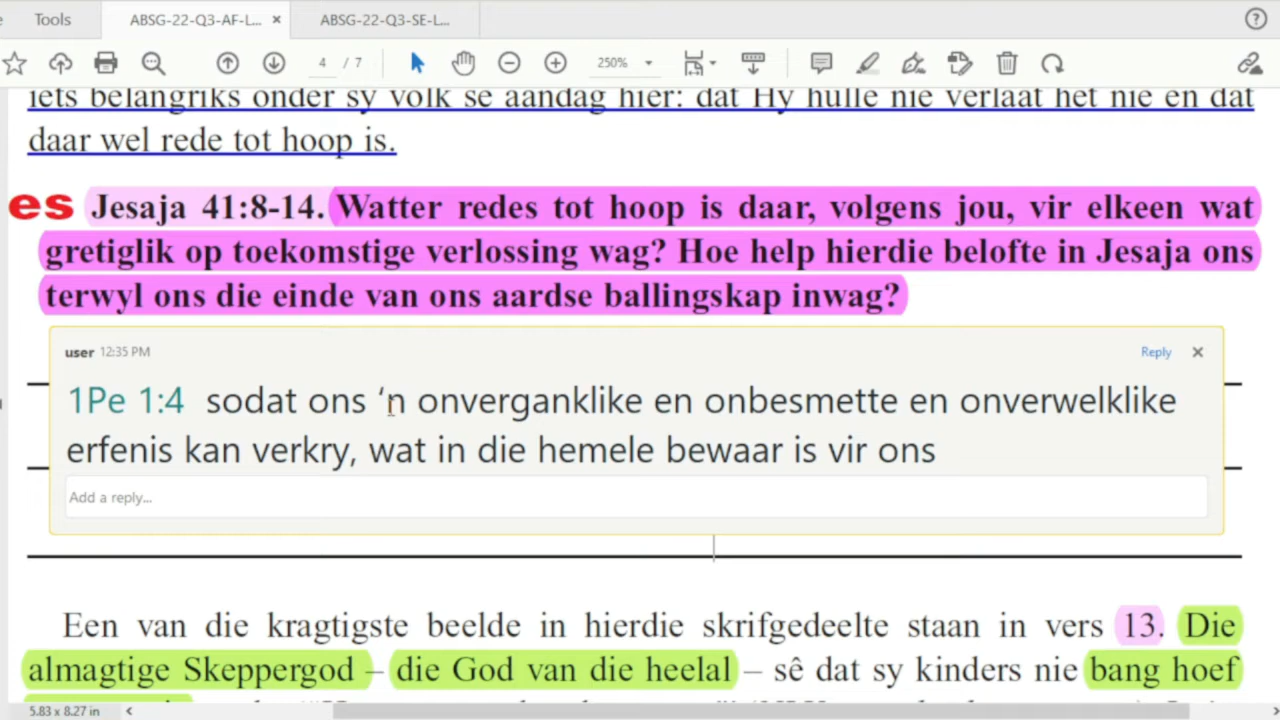 Tools
ABSG-22-Q3-AF-L... ×
ABSG-22-Q3-SE-L...
4 / 7
250%
iets belangriks onder sy volk se aandag hier: dat Hy hulle nie verlaat het nie en dat
daar wel rede tot hoop is.
es Jesaja 41:8-14. Watter redes tot hoop is daar, volgens jou, vir elkeen wat
gretiglik op toekomstige verlossing wag? Hoe help hierdie belofte in Jesaja ons
terwyl ons die einde van ons aardse ballingskap inwag?
user 12:35 PM
Reply
1Pe 1:4 sodat ons ‘n onverganklike en onbesmette en onverwelklike
erfenis kan verkry, wat in die hemele bewaar is vir ons
Add a reply...
Een van die kragtigste beelde in hierdie skrifgedeelte staan in vers 13. Die
almagtige Skeppergod – die God van die heelal – sê dat sy kinders nie bang hoef
5.83 x 8.27 in